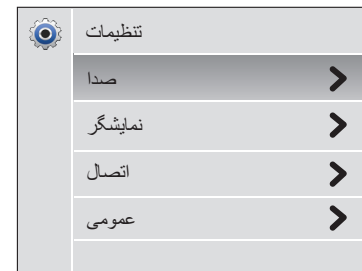 تنظیمات
صدا
نمایشگر
اتصال
عمومی